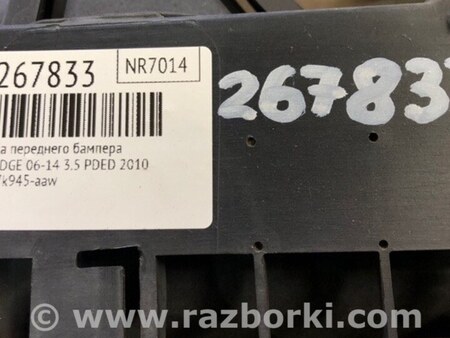 267833
NR7014
267833
а переднего бампера
DGE 06-14 3.5 PDED 2010
7k945-aaw
© www.razborki.com